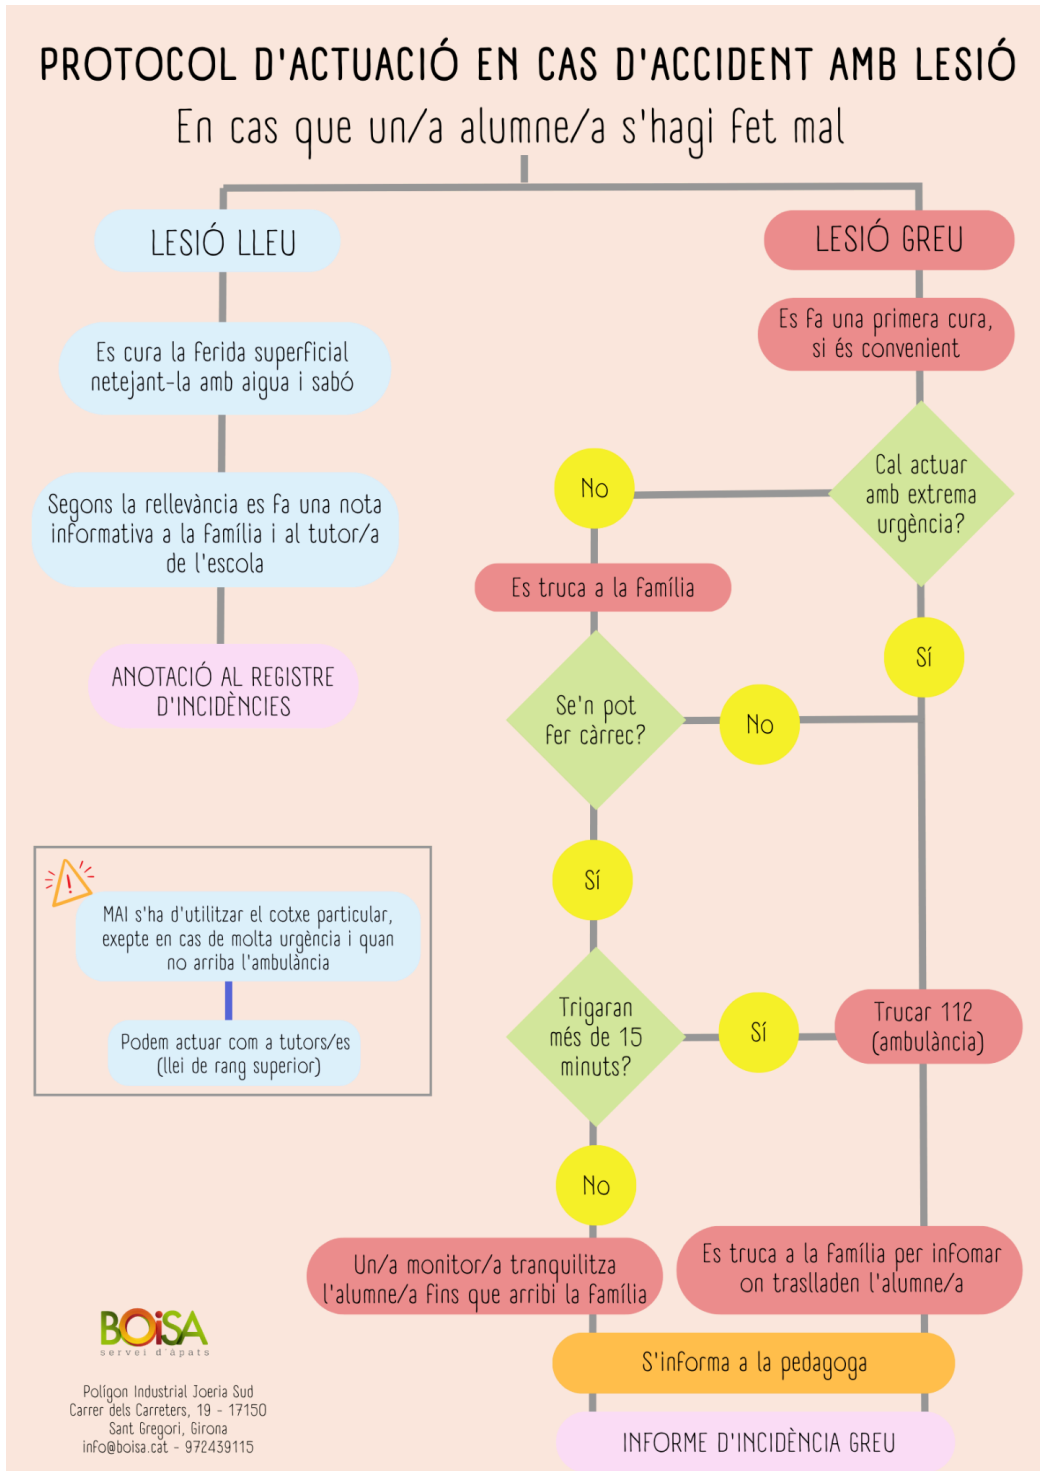 PROTOCOL D'ACTUACIÓ EN CAS D'ACCIDENT AMB LESIÓ
En cas que un/a alumne/a s'hagi fet mal
LESIÓ LLEU
Es cura la ferida superficial
netejant-la amb aigua i sabó
Segons la rellevància es fa una nota
informativa a la família i al tutor/a
de l'escola
ANOTACIÓ AL REGISTRE
D'INCIDÈNCIES
LESIÓ GREU
Es fa una primera cura,
si és convenient
Cal actuar
amb extrema
urgència?
No
Es truca a la família
Sí
Se'n pot
fer càrrec?
No
Sí
Trigaran
més de 15
minuts?
Sí
Trucar 112
(ambulància)
No
Un/a monitor/a tranquilitza
l'alumne/a fins que arribi la família
Es truca a la família per infomar
on traslladen l'alumne/a
S'informa a la pedagoga
INFORME D'INCIDÈNCIA GREU
!
MAI s'ha d'utilitzar el cotxe particular,
exepte en cas de molta urgència i quan
no arriba l'ambulància
Podem actuar com a tutors/es
(llei de rang superior)
BOiSA
servei d'àpats
Polígon Industrial Joeria Sud
Carrer dels Carreters, 19 - 17150
Sant Gregori, Girona
info@boisa.cat - 972439115